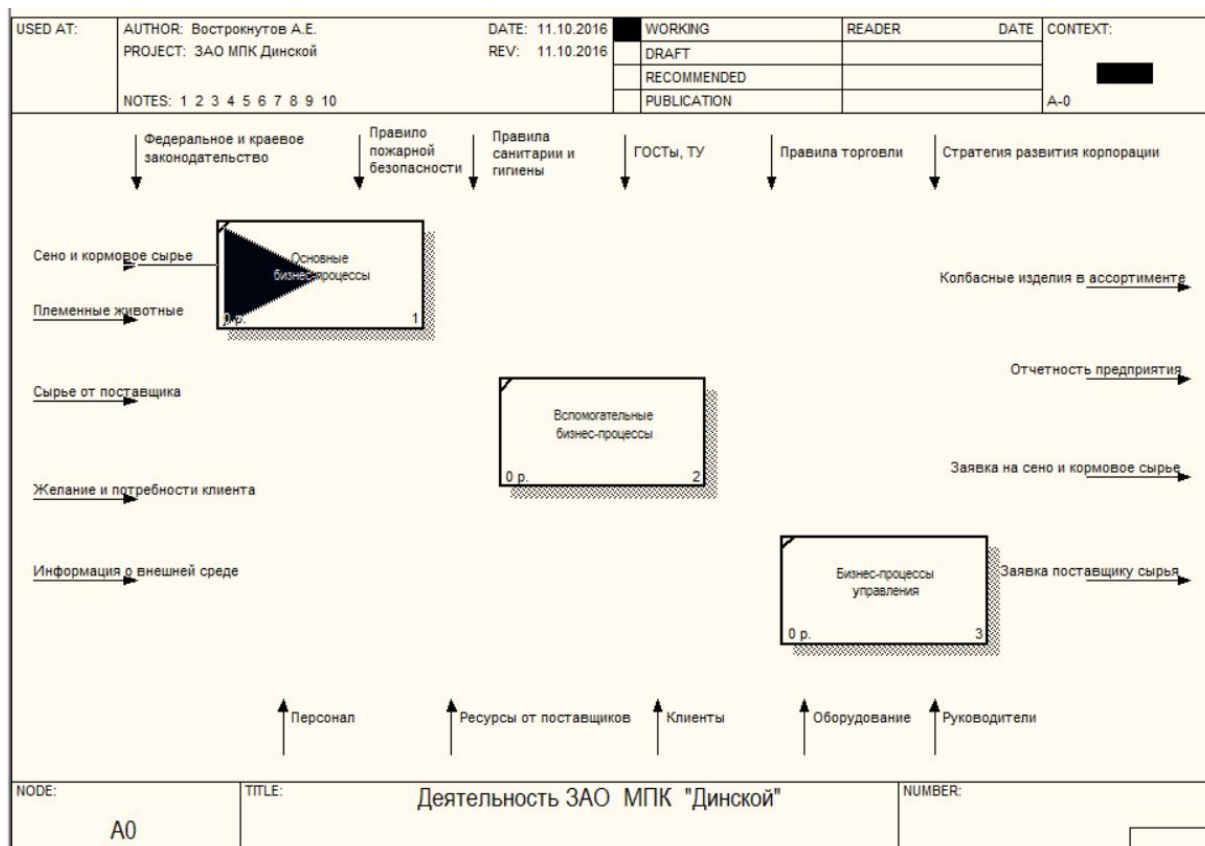 USED AT:
AUTHOR: Вострокнутов А.Е.
DATE: 11.10.2016
PROJECT: ЗАО МПК Динской
REV: 11.10.2016
NOTES: 1 2 3 4 5 6 7 8 9 10
WORKING
DRAFT
RECOMMENDED
PUBLICATION
READER
DATE
CONTEXT:
A-0
Федеральное и краевое
законодательство
Правило
пожарной
безопасности
Правила
санитарии и
гигиены
ГОСТы, ТУ
Правила торговли
Стратегия развития корпорации
Сено и кормовое сырье
Племенные животные
Сырье от поставщика
Желание и потребности клиента
Информация о внешней среде
Основные
бизнес-процессы
0 р.
1
Вспомогательные
бизнес-процессы
0 р.
2
Бизнес-процессы
управления
0 р.
3
Колбасные изделия в ассортименте
Отчетность предприятия
Заявка на сено и кормовое сырье
Заявка поставщику сырья
Персонал
Ресурсы от поставщиков
Клиенты
Оборудование
Руководители
NODE:
A0
TITLE:
Деятельность ЗАО МПК "Динской"
NUMBER: